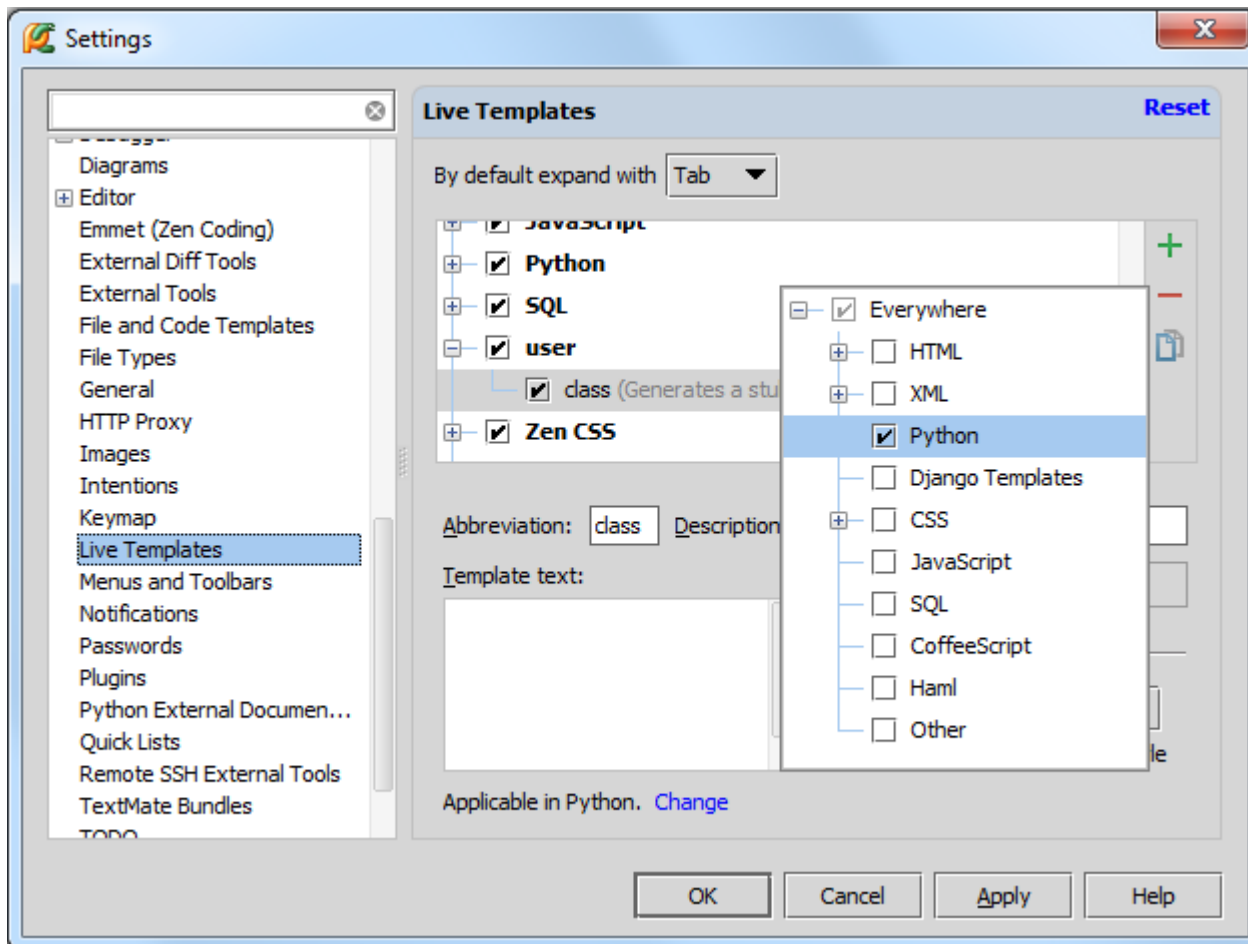 Settings
Live Templates
Reset
By default expand with Tab
Debugger
Diagrams
Editor
Emmet (Zen Coding)
External Diff Tools
External Tools
File and Code Templates
File Types
General
HTTP Proxy
Images
Intentions
Keymap
Live Templates
Menus and Toolbars
Notifications
Passwords
Plugins
Python External Documen...
Quick Lists
Remote SSH External Tools
TextMate Bundles
TODO
JavaScript
Python
SQL
user
class (Generates a stu
Zen CSS
Everywhere
HTML
XML
Python
Django Templates
CSS
JavaScript
SQL
CoffeeScript
Haml
Other
Abbreviation: class Description
Template text:
Applicable in Python. Change
OK
Cancel
Apply
Help